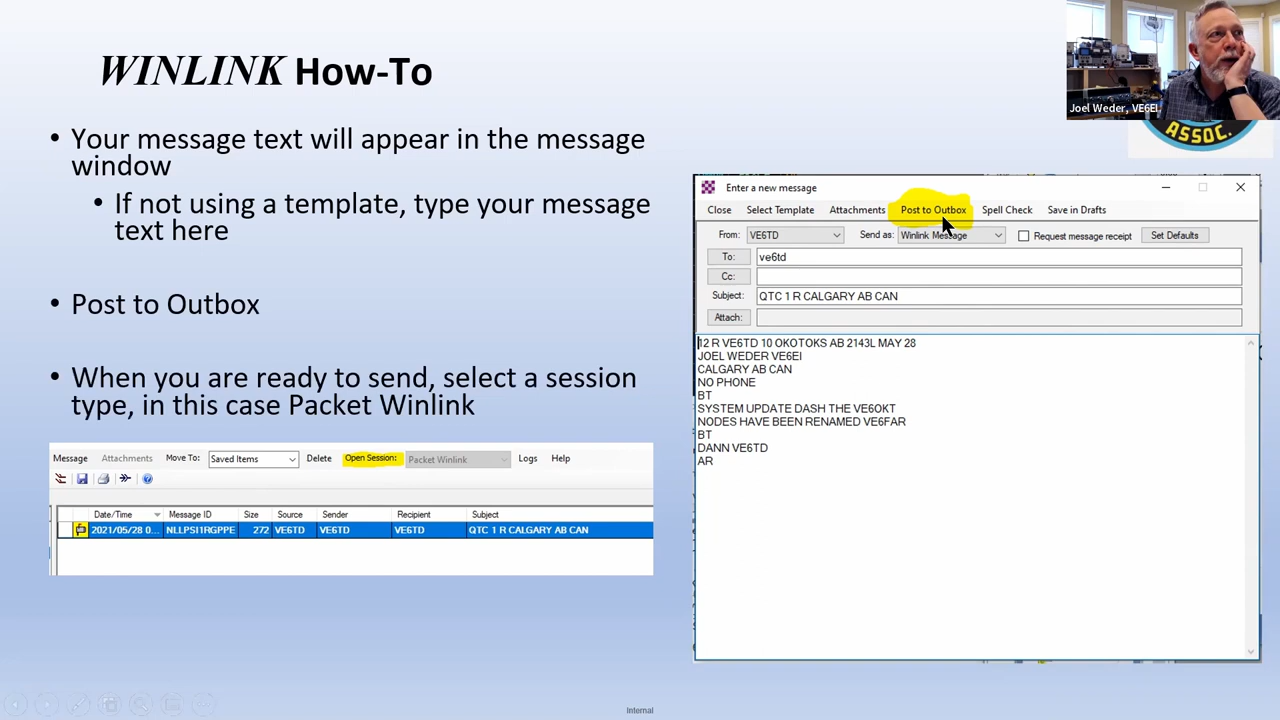 WINLINK How-To
• Your message text will appear in the message
window
• If not using a template, type your message
text here
• Post to Outbox
• When you are ready to send, select a session
type, in this case Packet Winlink
Message Attachments Move To: Saved Items Delete Open Session: Packet Winlink Logs Help
Date/Time Message ID Size Source Sender Recipient Subject
2021/05/28 0... NLLPSI1RGPPE 272 VE6TD VE6TD VE6TD QTC 1 R CALGARY AB CAN
Joel Weder, VE6EI
ASSOC.
Enter a new message
Close Select Template Attachments Post to Outbox Spell Check Save in Drafts
From: VE6TD Send as: Winlink Message Request message receipt Set Defaults
To: ve6td
Cc:
Subject: QTC 1 R CALGARY AB CAN
Attach:
12 R VE6TD 10 OKOTOKS AB 2143L MAY 28
JOEL WEDER VE6EI
CALGARY AB CAN
NO PHONE
BT
SYSTEM UPDATE DASH THE VE6OKT
NODES HAVE BEEN RENAMED VE6FAR
BT
DANN VE6TD
AR
Internal